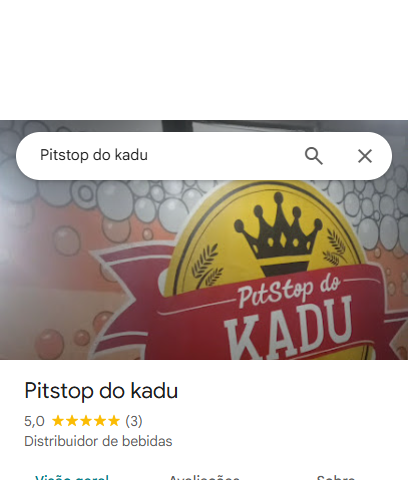 Pitstop do kadu
PitStop do
KADU
Pitstop do kadu
5,0 (3)
Distribuidor de bebidas
Visão geral Avaliações Sobre